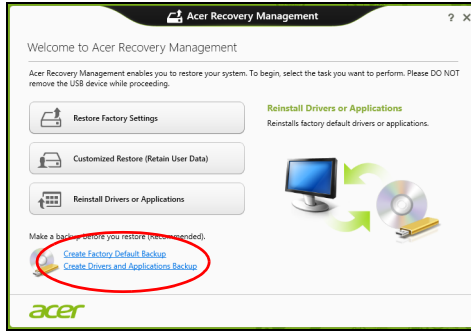 Acer Recovery Management
? X
Welcome to Acer Recovery Management
Acer Recovery Management enables you to restore your system. To begin, select the task you want to perform. Please DO NOT
remove the USB device while proceeding.
Restore Factory Settings
Customized Restore (Retain User Data)
Reinstall Drivers or Applications
Reinstall Drivers or Applications
Reinstalls factory default drivers or applications.
Make a backup before you restore (Recommended).
Create Factory Default Backup
Create Drivers and Applications Backup
acer